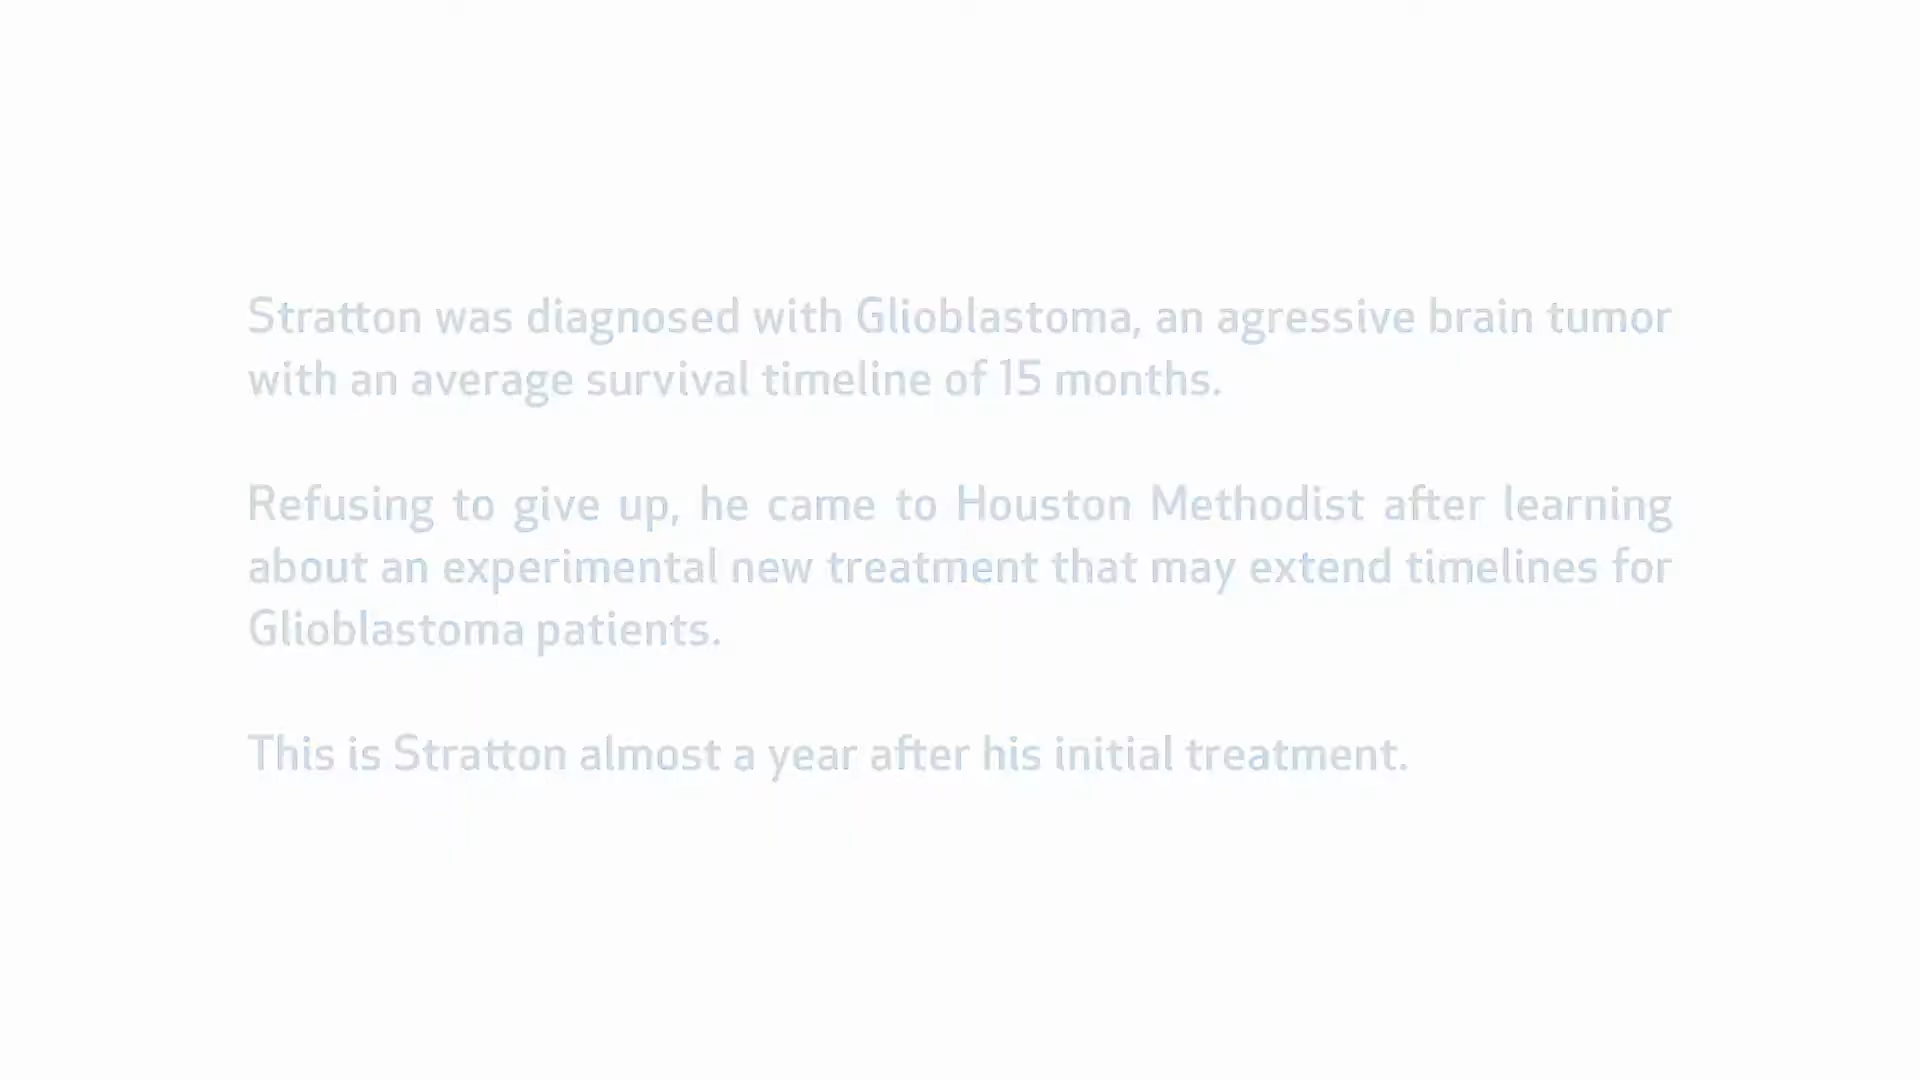 Stratton was diagnosed with Glioblastoma, an agressive brain tumor
with an average survival timeline of 15 months.
Refusing to give up, he came to Houston Methodist after learning
about an experimental new treatment that may extend timelines for
Glioblastoma patients.
This is Stratton almost a year after his initial treatment.